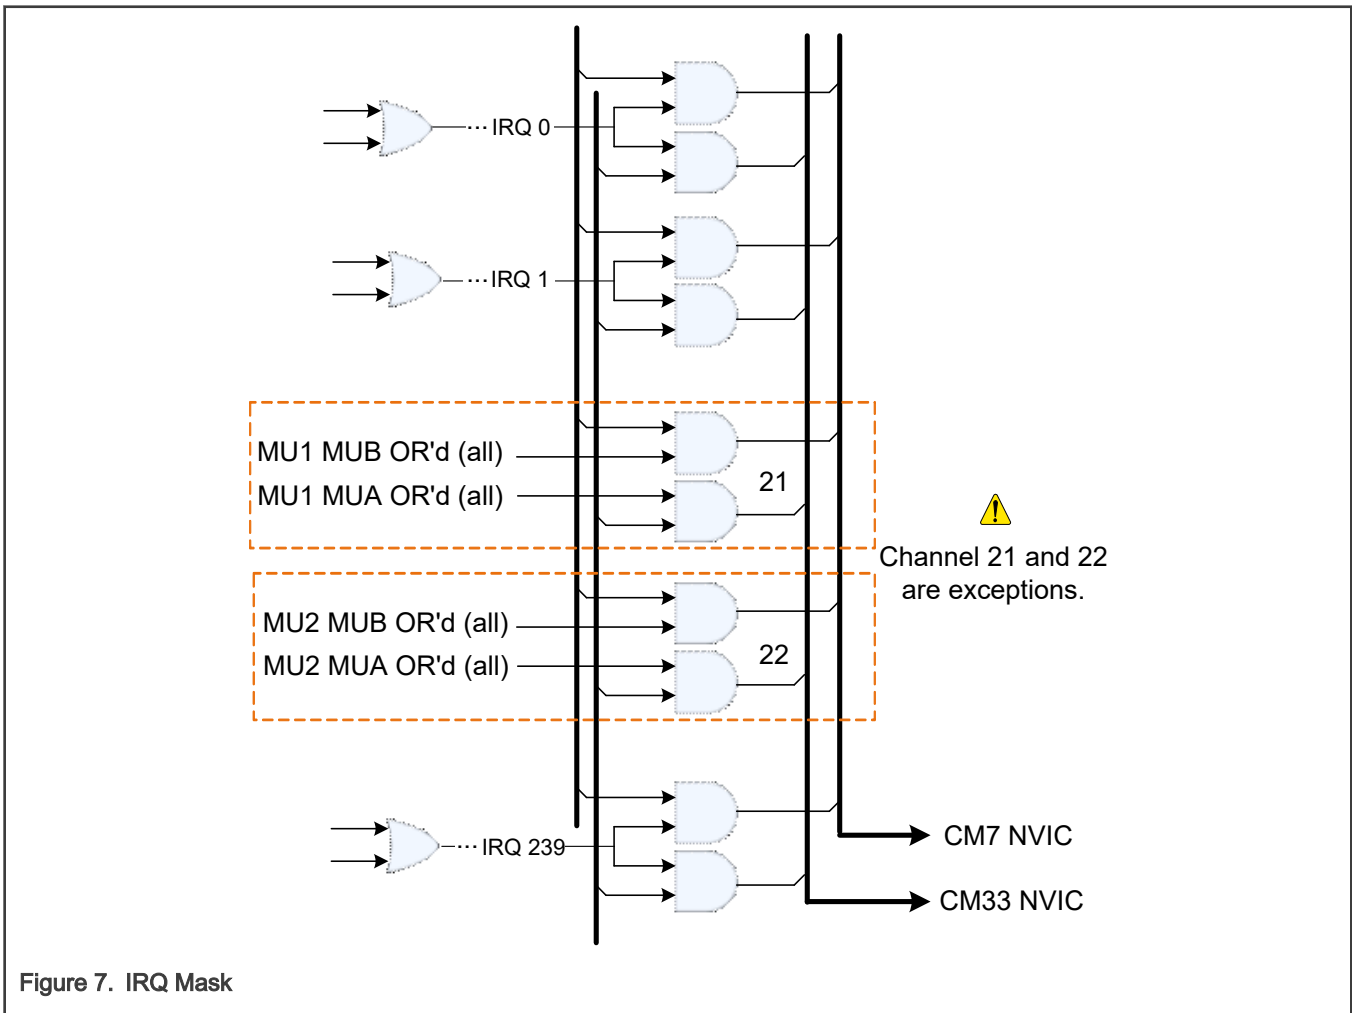 ··· IRQ 0
··· IRQ 1
MU1 MUB OR'd (all)
MU1 MUA OR'd (all)
21
Channel 21 and 22
are exceptions.
MU2 MUB OR'd (all)
MU2 MUA OR'd (all)
22
··· IRQ 239
CM7 NVIC
CM33 NVIC
Figure 7. IRQ Mask